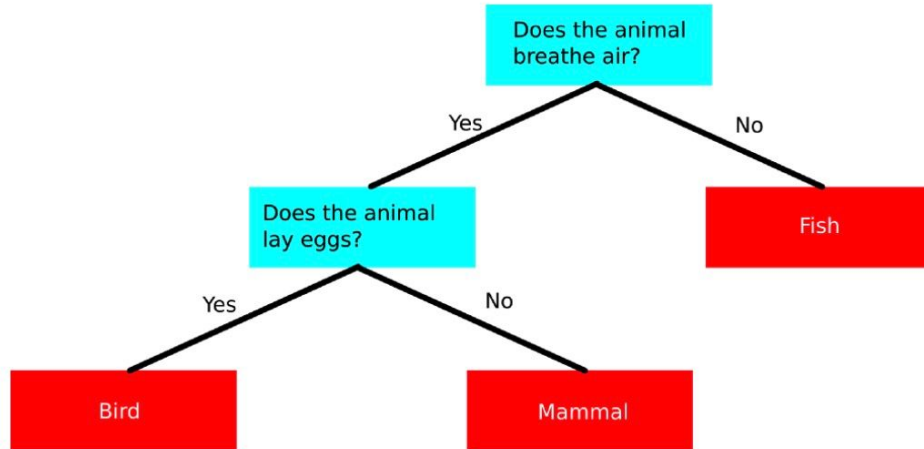 Does the animal
breathe air?
Yes
No
Does the animal
lay eggs?
Fish
Yes
No
Bird
Mammal